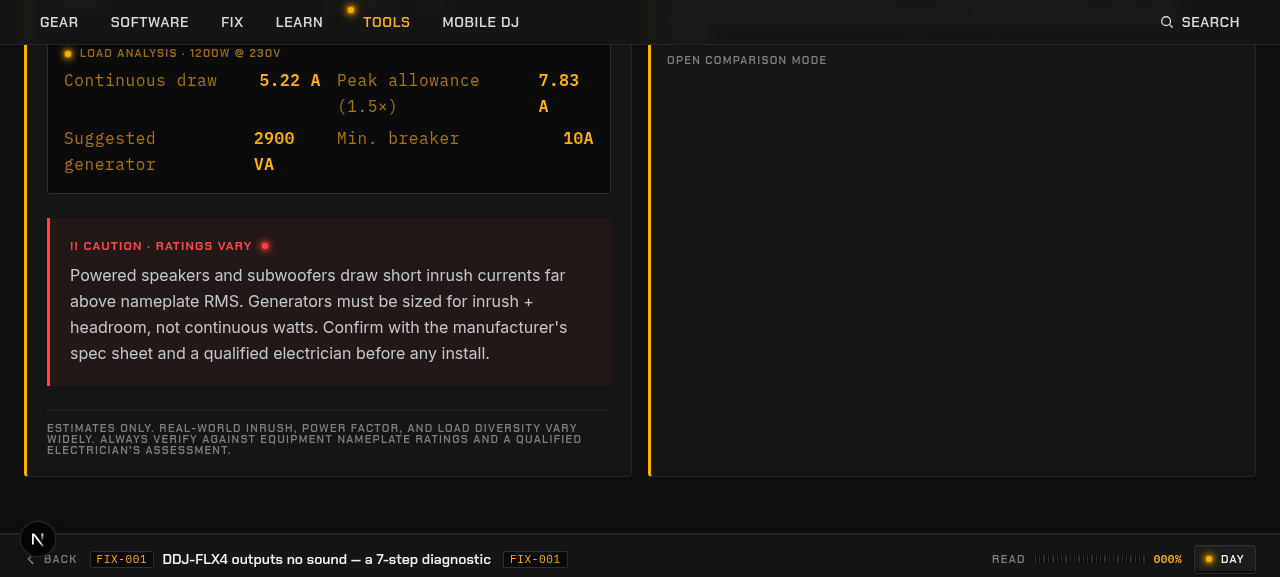 GEAR SOFTWARE FIX LEARN TOOLS MOBILE DJ SEARCH
LOAD ANALYSIS · 1200W @ 230V
Continuous draw 5.22 A Peak allowance (1.5×) 7.83 A
Suggested generator 2900 VA Min. breaker 10A
!! CAUTION · RATINGS VARY
Powered speakers and subwoofers draw short inrush currents far
above nameplate RMS. Generators must be sized for inrush +
headroom, not continuous watts. Confirm with the manufacturer's
spec sheet and a qualified electrician before any install.
ESTIMATES ONLY. REAL-WORLD INRUSH, POWER FACTOR, AND LOAD DIVERSITY VARY
WIDELY. ALWAYS VERIFY AGAINST EQUIPMENT NAMEPLATE RATINGS AND A QUALIFIED
ELECTRICIAN'S ASSESSMENT.
OPEN COMPARISON MODE
N
BACK FIX-001 DDJ-FLX4 outputs no sound — a 7-step diagnostic FIX-001 READ 000% DAY